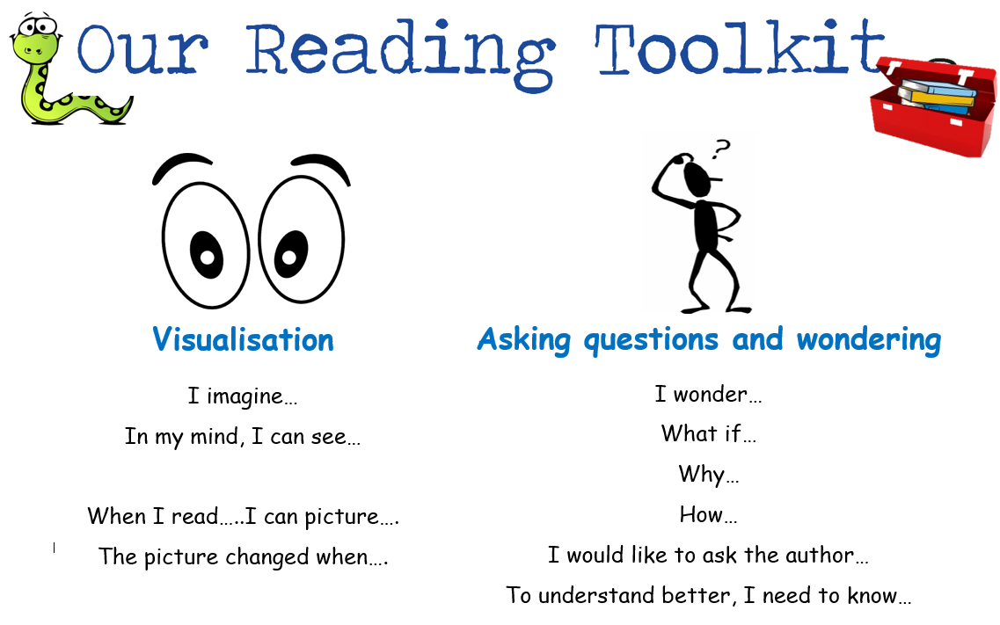 Our Reading Toolkit
?
Visualisation
I imagine…
In my mind, I can see…
When I read…..I can picture….
The picture changed when….
Asking questions and wondering
I wonder…
What if…
Why…
How…
I would like to ask the author…
To understand better, I need to know…